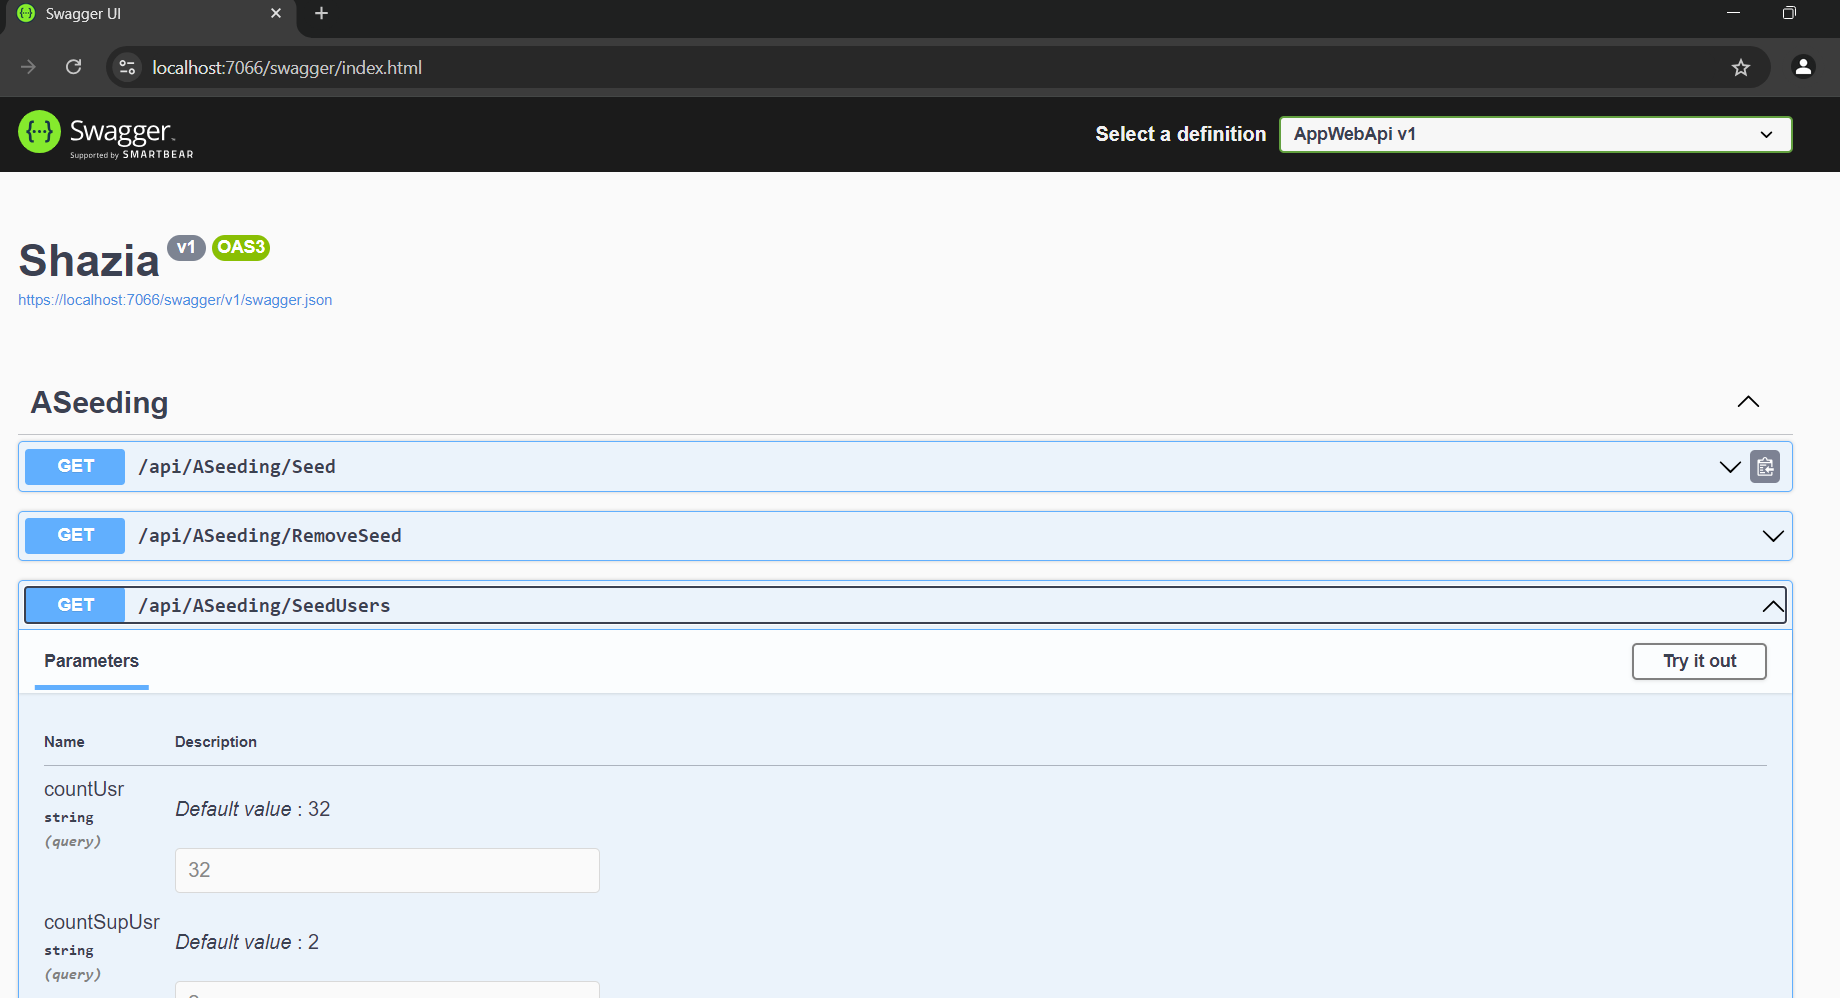 Swagger UI
localhost:7066/swagger/index.html
Swagger
Supported by SMARTBEAR
Select a definition
AppWebApi v1
Shazia v1 OAS3
https://localhost:7066/swagger/v1/swagger.json
ASeeding
GET /api/ASeeding/Seed
GET /api/ASeeding/RemoveSeed
GET /api/ASeeding/SeedUsers
Parameters
Try it out
Name Description
countUsr
string
(query)
Default value : 32
32
countSupUsr
string
(query)
Default value : 2